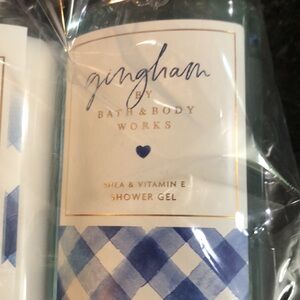 gingham
BY
BATH & BODY
WORKS
SHEA & VITAMIN E
SHOWER GEL